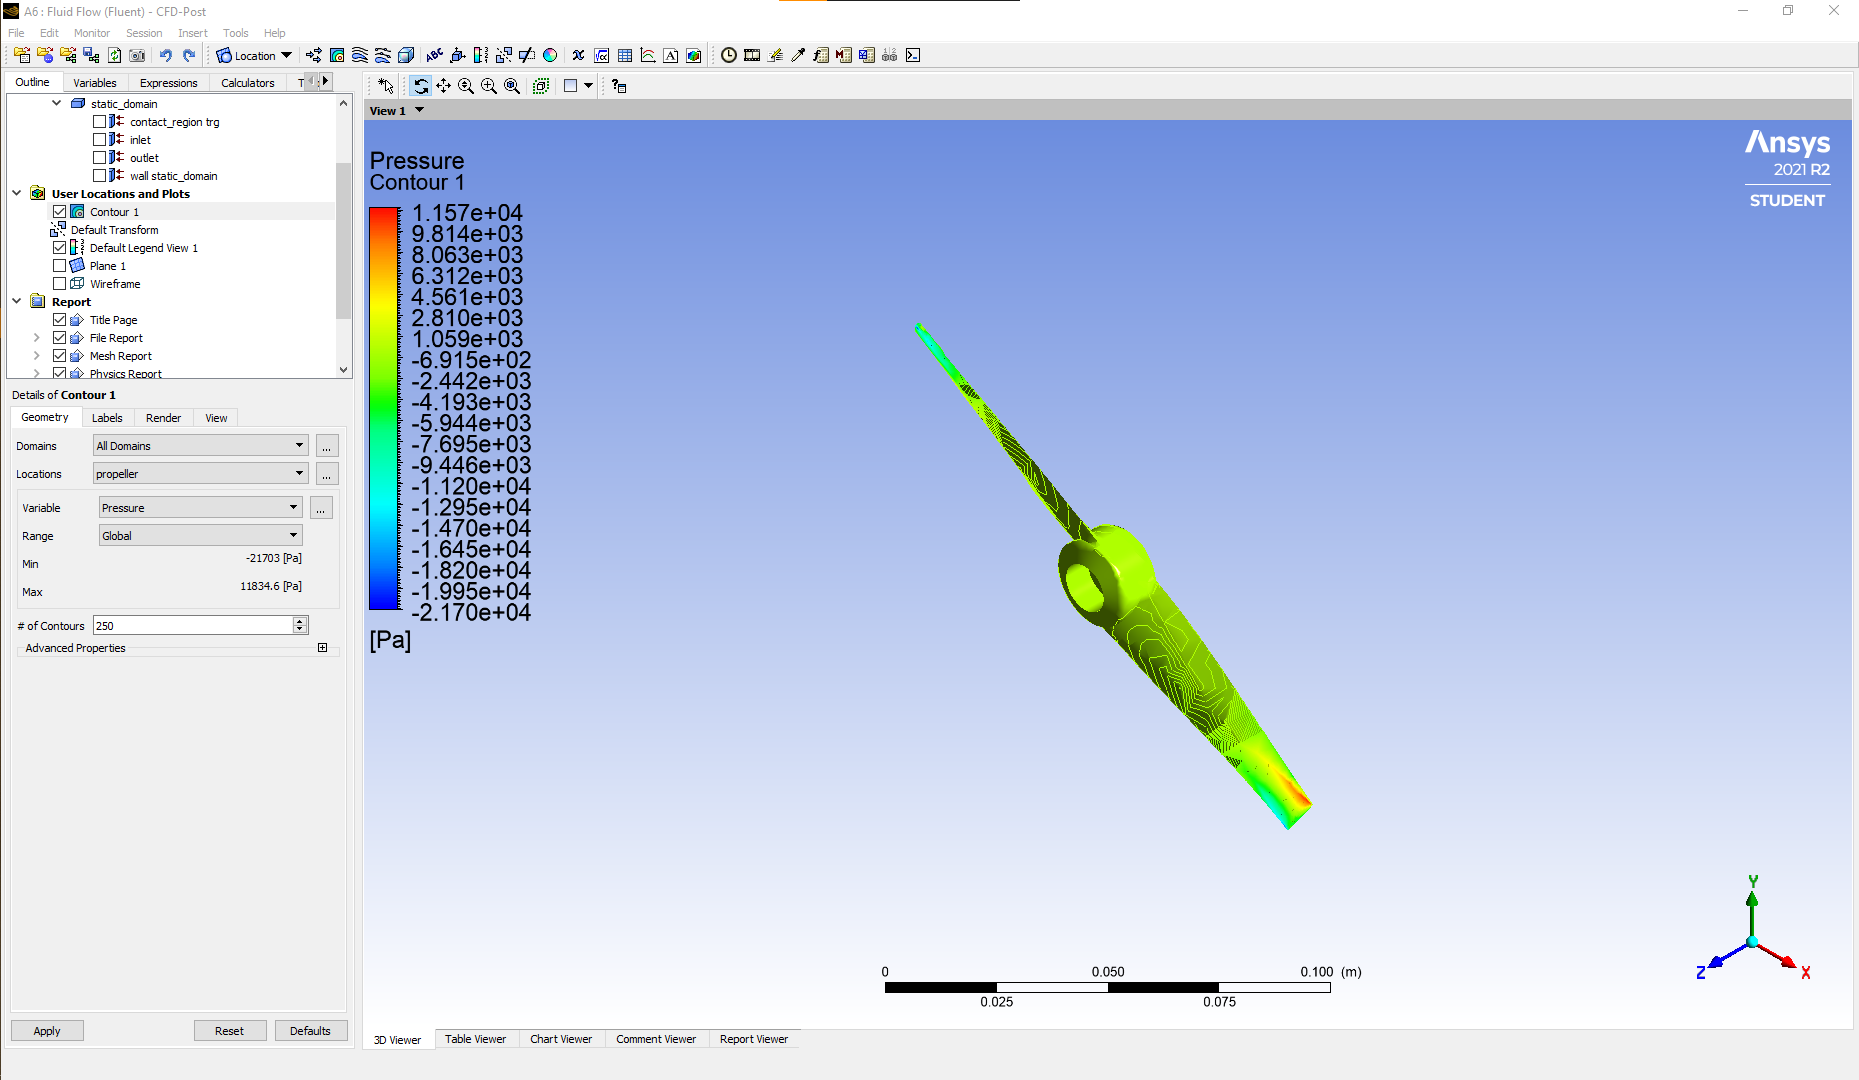 A6 : Fluid Flow (Fluent) - CFD-Post
File Edit Monitor Session Insert Tools Help
Location
Outline Variables Expressions Calculators
static_domain
contact_region trg
inlet
outlet
wall static_domain
User Locations and Plots
Contour 1
Default Transform
Default Legend View 1
Plane 1
Wireframe
Report
Title Page
File Report
Mesh Report
Physics Report
Details of Contour 1
Geometry Labels Render View
Domains All Domains ...
Locations propeller ...
Variable Pressure ...
Range Global
Min -21703 [Pa]
Max 11834.6 [Pa]
# of Contours 250
Advanced Properties
Apply Reset Defaults
View 1
Pressure
Contour 1
1.157e+04
9.814e+03
8.063e+03
6.312e+03
4.561e+03
2.810e+03
1.059e+03
-6.915e+02
-2.442e+03
-4.193e+03
-5.944e+03
-7.695e+03
-9.446e+03
-1.120e+04
-1.295e+04
-1.470e+04
-1.645e+04
-1.820e+04
-1.995e+04
-2.170e+04
[Pa]
Ansys
2021 R2
STUDENT
Y
Z X
0 0.050 0.100 (m)
0.025 0.075
3D Viewer Table Viewer Chart Viewer Comment Viewer Report Viewer